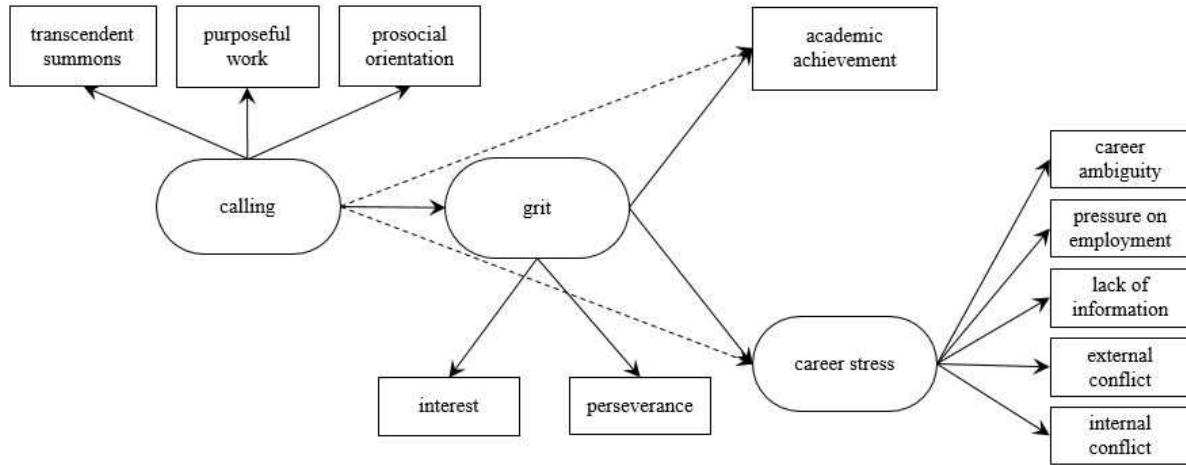 transcendent
summons
purposeful
work
prosocial
orientation
academic
achievement
calling
grit
career
ambiguity
pressure on
employment
lack of
information
external
conflict
internal
conflict
career stress
interest
perseverance